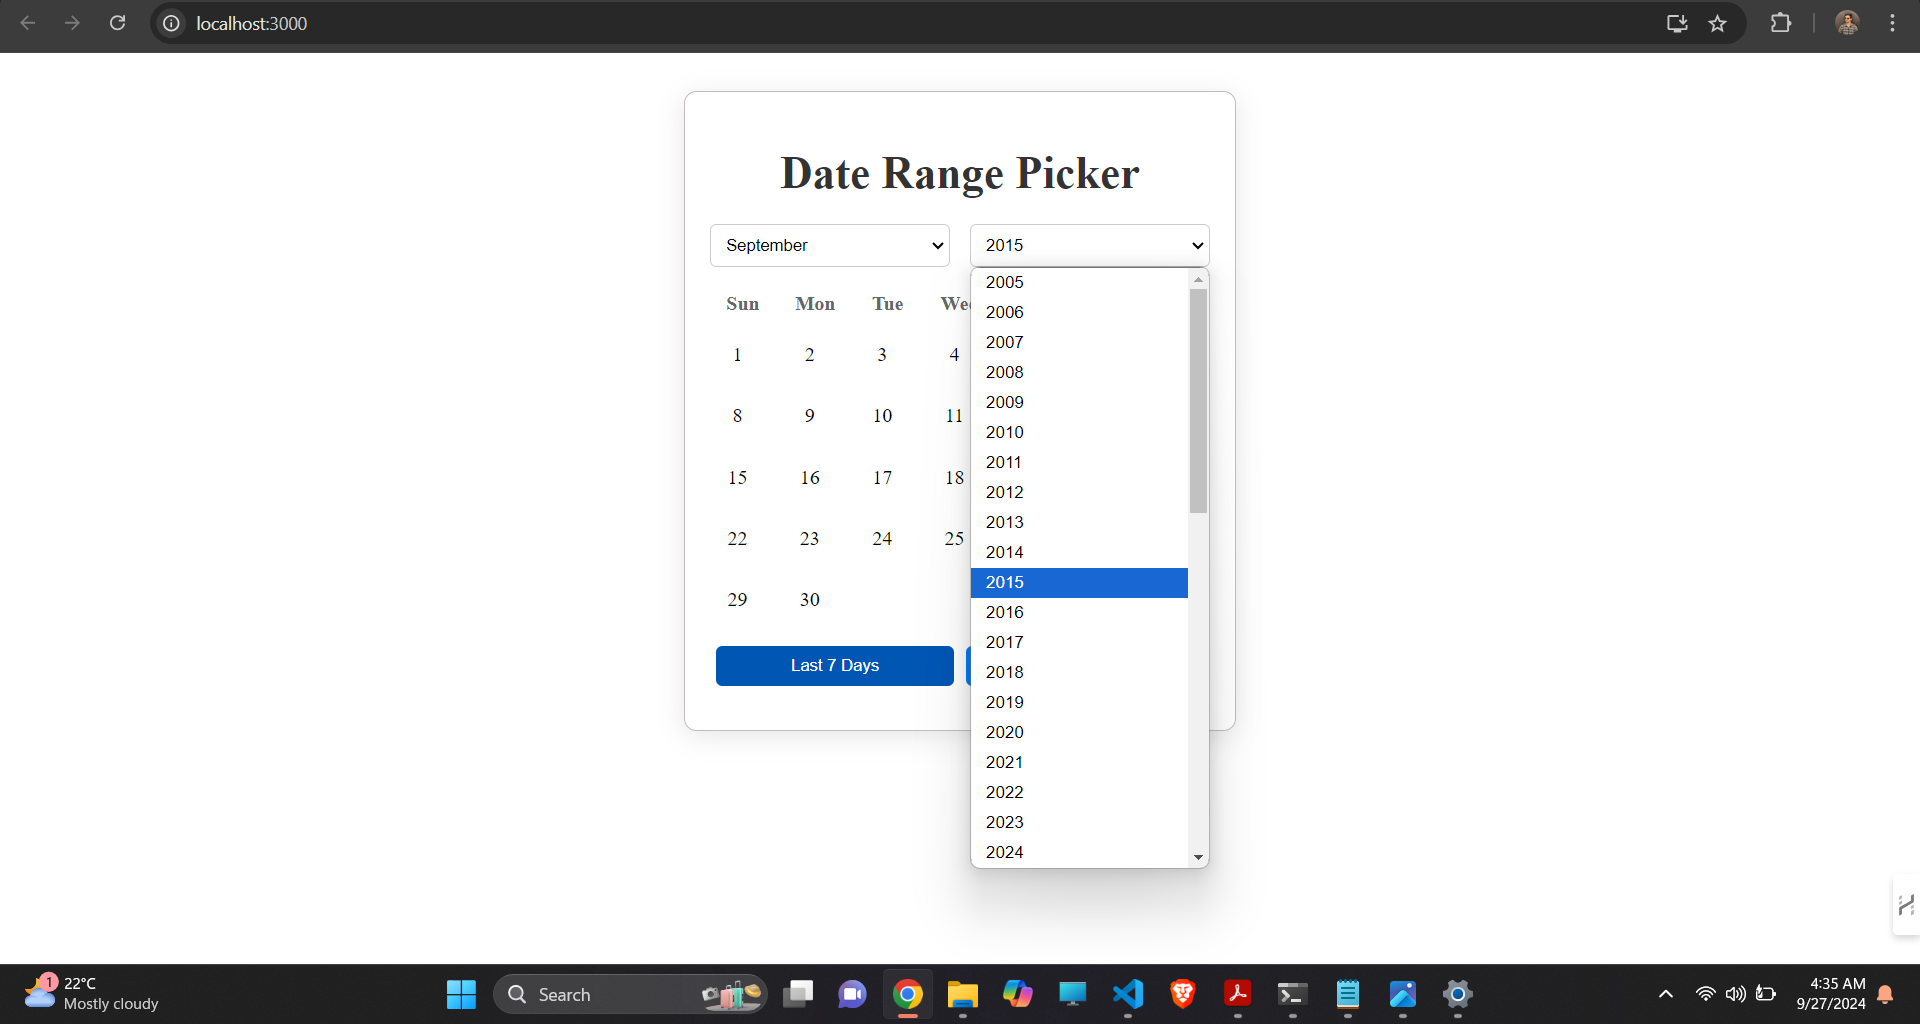 localhost:3000
Date Range Picker
September 2015
2005
Sun Mon Tue Wed
2006
2007
1 2 3 4
2008
2009
8 9 10 11
2010
2011
15 16 17 18
2012
2013
22 23 24 25
2014
2015
29 30
2016
2017
Last 7 Days
2018
2019
2020
2021
2022
2023
2024
1
22°C
Mostly cloudy
Search
4:35 AM
9/27/2024